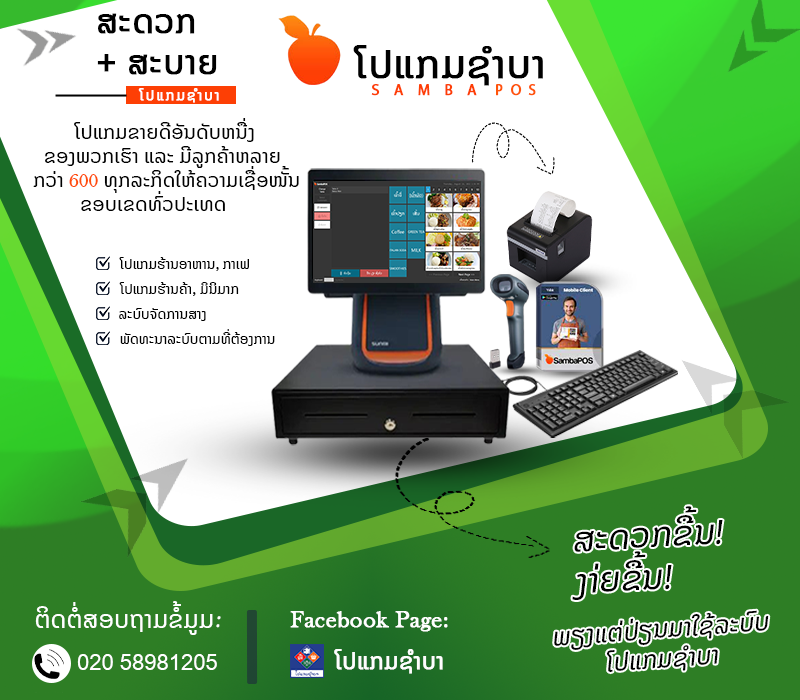 ສະດວກ
+ ສະບາຍ
ໂປແກມຊຳບາ
ໂປແກມຊຳບາ
SAMBA POS
ໂປແກມຂາຍດີອັນດັບຫນຶ່ງ
ຂອງພວກເຮົາ ແລະ ມີລູກຄ້າຫລາຍ
ກວ່າ 600 ທຸກລະກິດໃຫ້ຄວາມເຊື່ອໜັ້ນ
ຂອບເຂດທົ່ວປະເທດ
ໂປແກມຮ້ານອາຫານ, ກາເຟ
ໂປແກມຮ້ານຄ້າ, ມິນິມາກ
ລະບົບຈັດການສາງ
ພັດທະນາລະບົບຕາມທີ່ຕ້ອງການ
Coffee
MILK
sunmi
Mobile Client
SambaPOS
ສະດວກຂຶ້ນ!
ງ່າຍຂຶ້ນ!
ພຽງແຕ່ປ່ຽນມາໃຊ້ລະບົບ
ໂປແກມຊຳບາ
ຕິດຕໍ່ສອບຖາມຂໍ້ມູນ:
020 58981205
Facebook Page:
ໂປແກມຊຳບາ